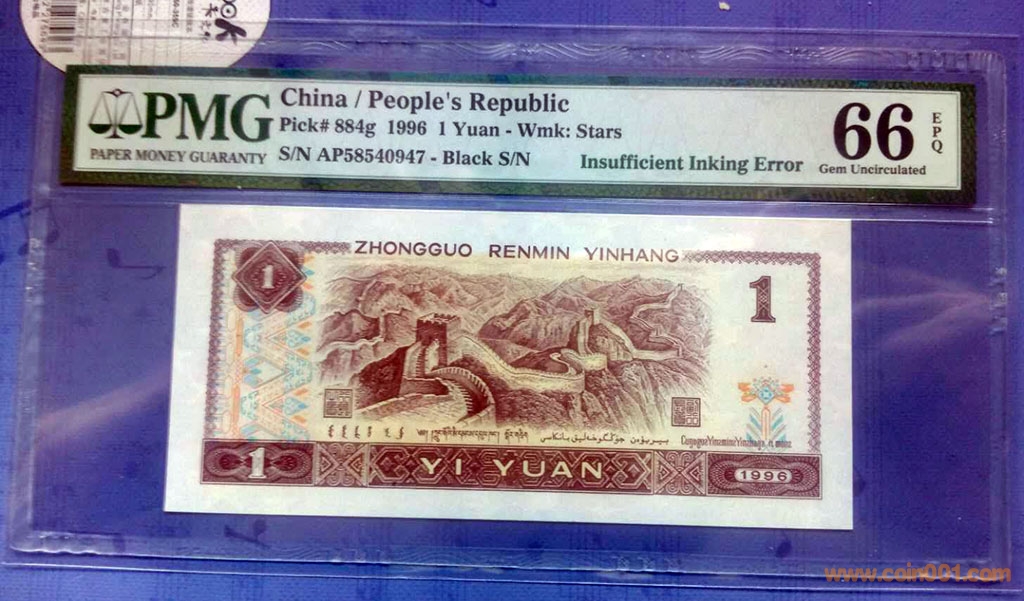 PMG
PAPER MONEY GUARANTY
China / People's Republic
Pick# 884g 1996 1 Yuan - Wmk: Stars
S/N AP58540947 - Black S/N
Insufficient Inking Error
66
EPQ
Gem Uncirculated
ZHONGGUO RENMIN YINHANG
1
1
1
YI YUAN
1996
www.coin001.com